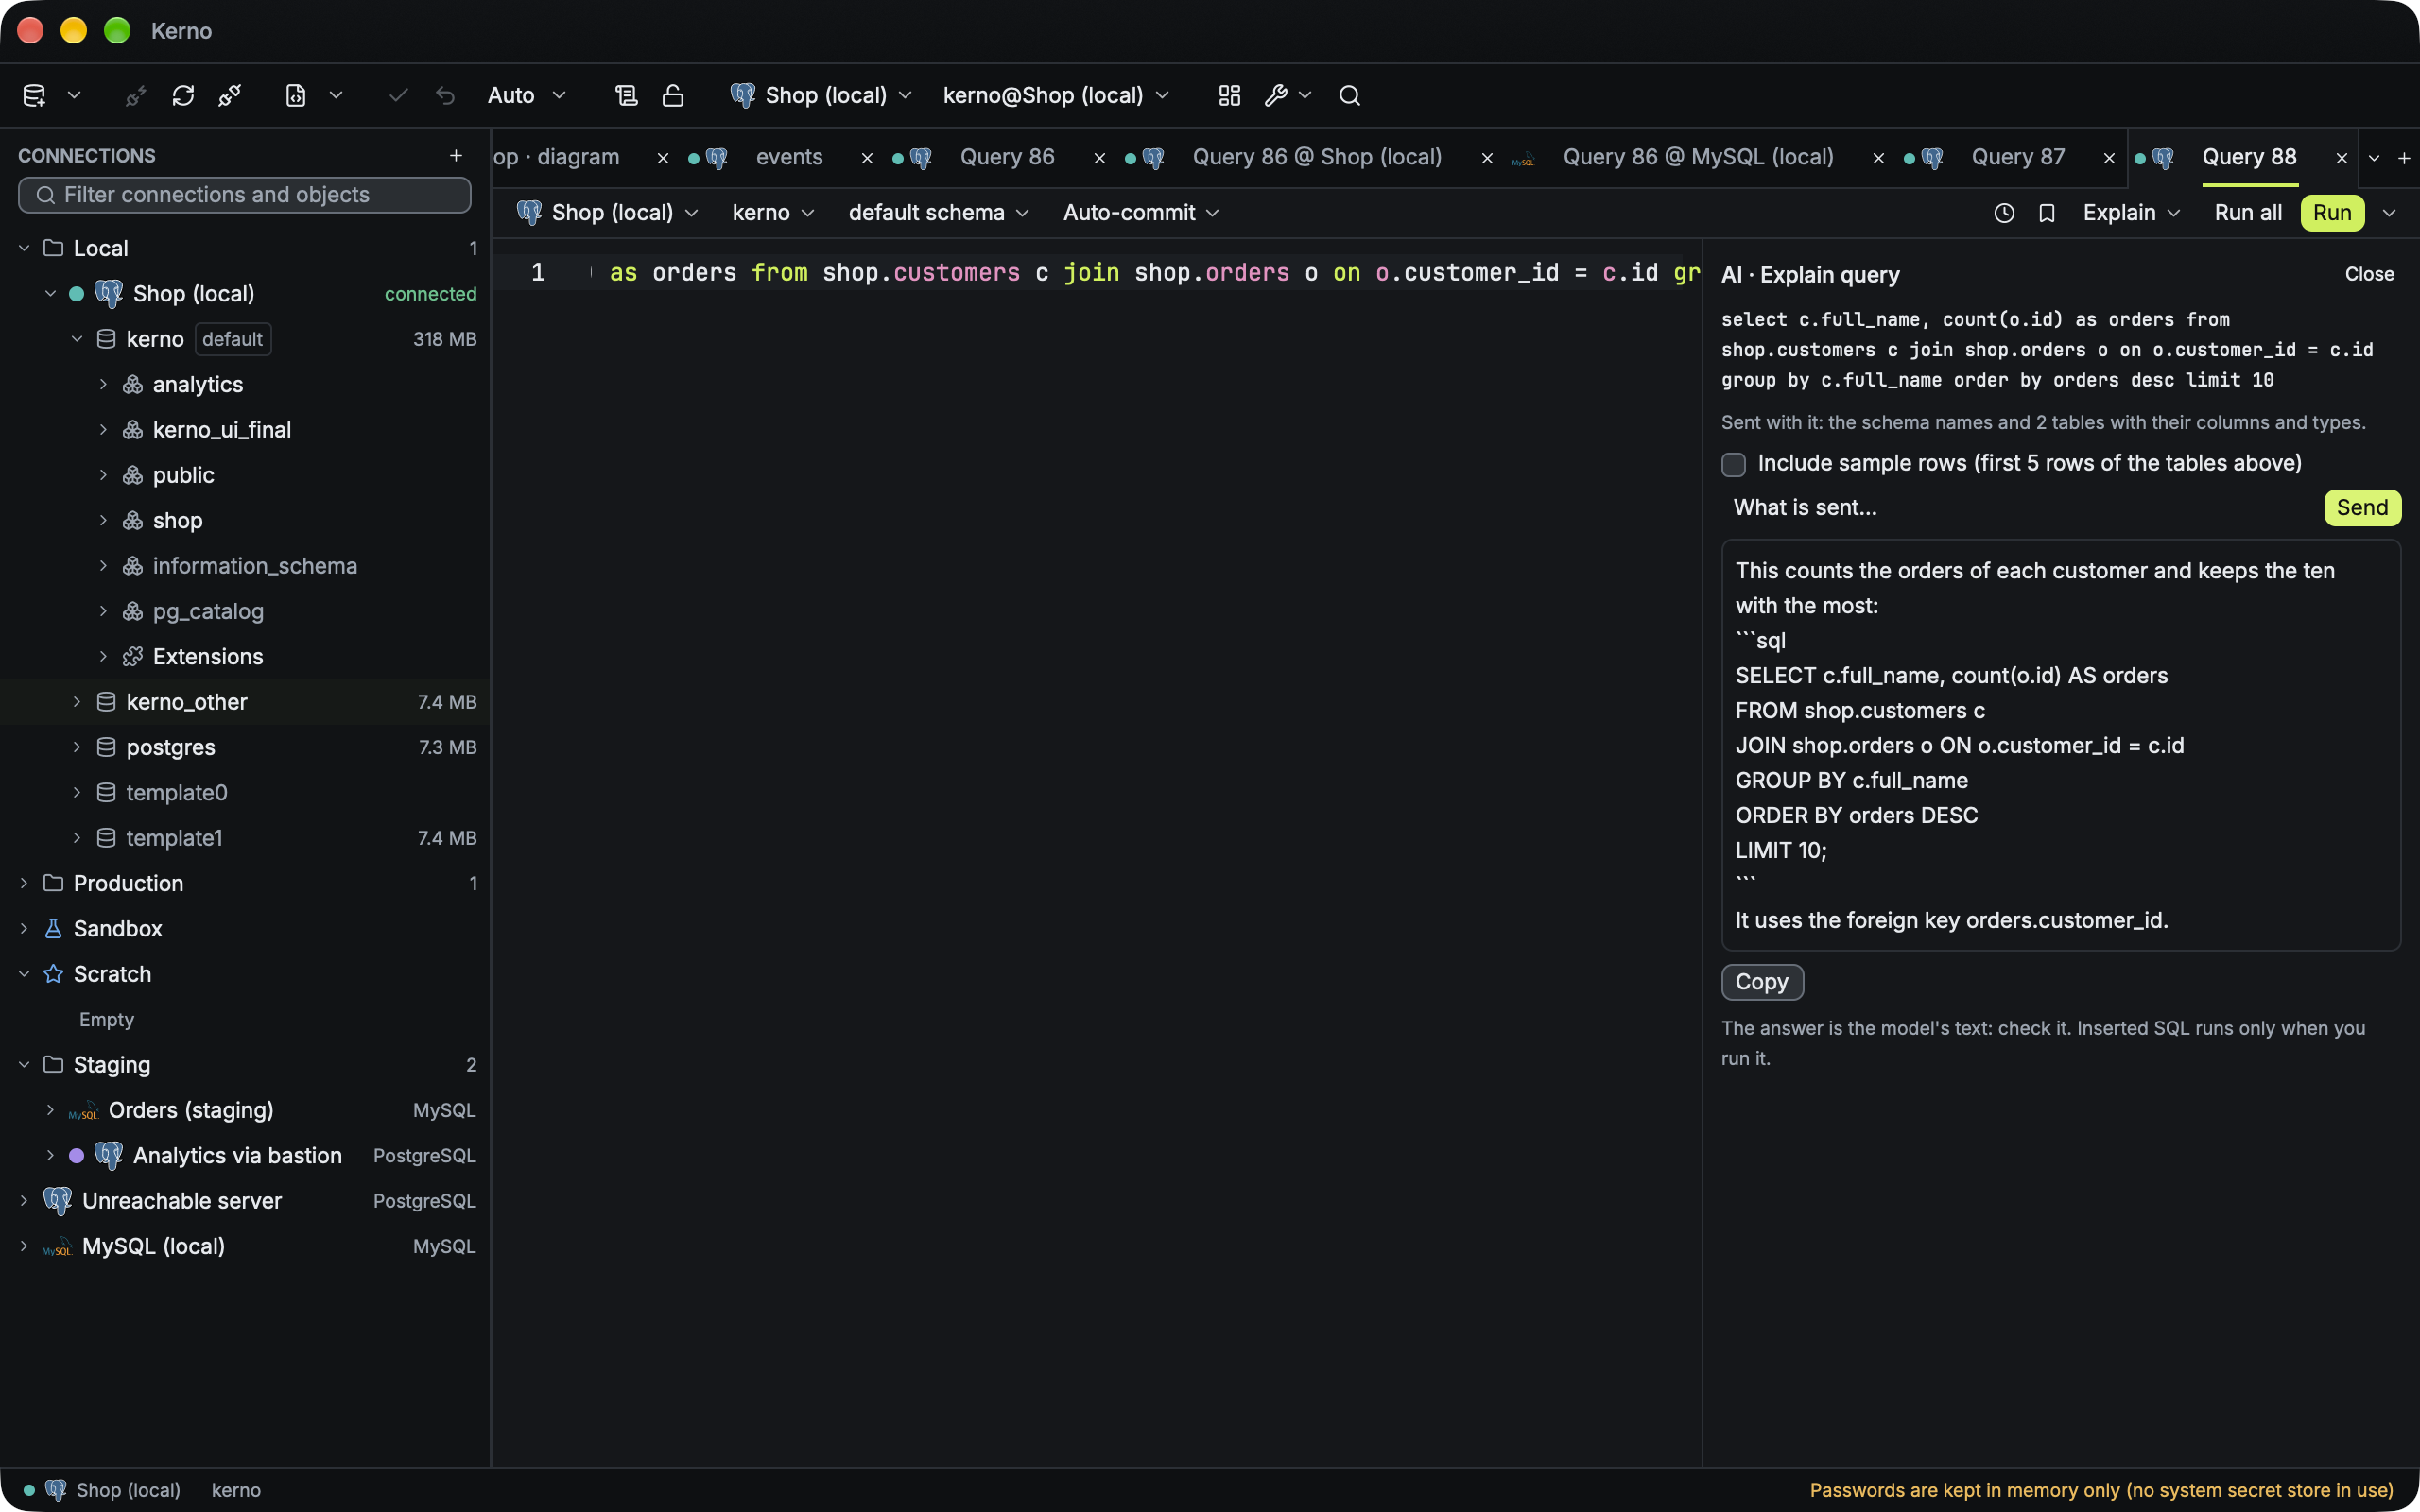 Kerno
Auto
Shop (local)
kerno@Shop (local)
CONNECTIONS
Filter connections and objects
Local 1
Shop (local) connected
kerno default 318 MB
analytics
kerno_ui_final
public
shop
information_schema
pg_catalog
Extensions
kerno_other 7.4 MB
postgres 7.3 MB
template0
template1 7.4 MB
Production 1
Sandbox
Scratch
Empty
Staging 2
MySQL Orders (staging) MySQL
Analytics via bastion PostgreSQL
Unreachable server PostgreSQL
MySQL MySQL (local) MySQL
op · diagram
events
Query 86
Query 86 @ Shop (local)
MySQL Query 86 @ MySQL (local)
Query 87
Query 88
Shop (local) kerno default schema Auto-commit
Explain Run all Run
1 as orders from shop.customers c join shop.orders o on o.customer_id = c.id gr
AI · Explain query Close
select c.full_name, count(o.id) as orders from
shop.customers c join shop.orders o on o.customer_id = c.id
group by c.full_name order by orders desc limit 10
Sent with it: the schema names and 2 tables with their columns and types.
Include sample rows (first 5 rows of the tables above)
What is sent... Send
This counts the orders of each customer and keeps the ten
with the most:
```sql
SELECT c.full_name, count(o.id) AS orders
FROM shop.customers c
JOIN shop.orders o ON o.customer_id = c.id
GROUP BY c.full_name
ORDER BY orders DESC
LIMIT 10;
```
It uses the foreign key orders.customer_id.
Copy
The answer is the model's text: check it. Inserted SQL runs only when you
run it.
Shop (local) kerno
Passwords are kept in memory only (no system secret store in use)